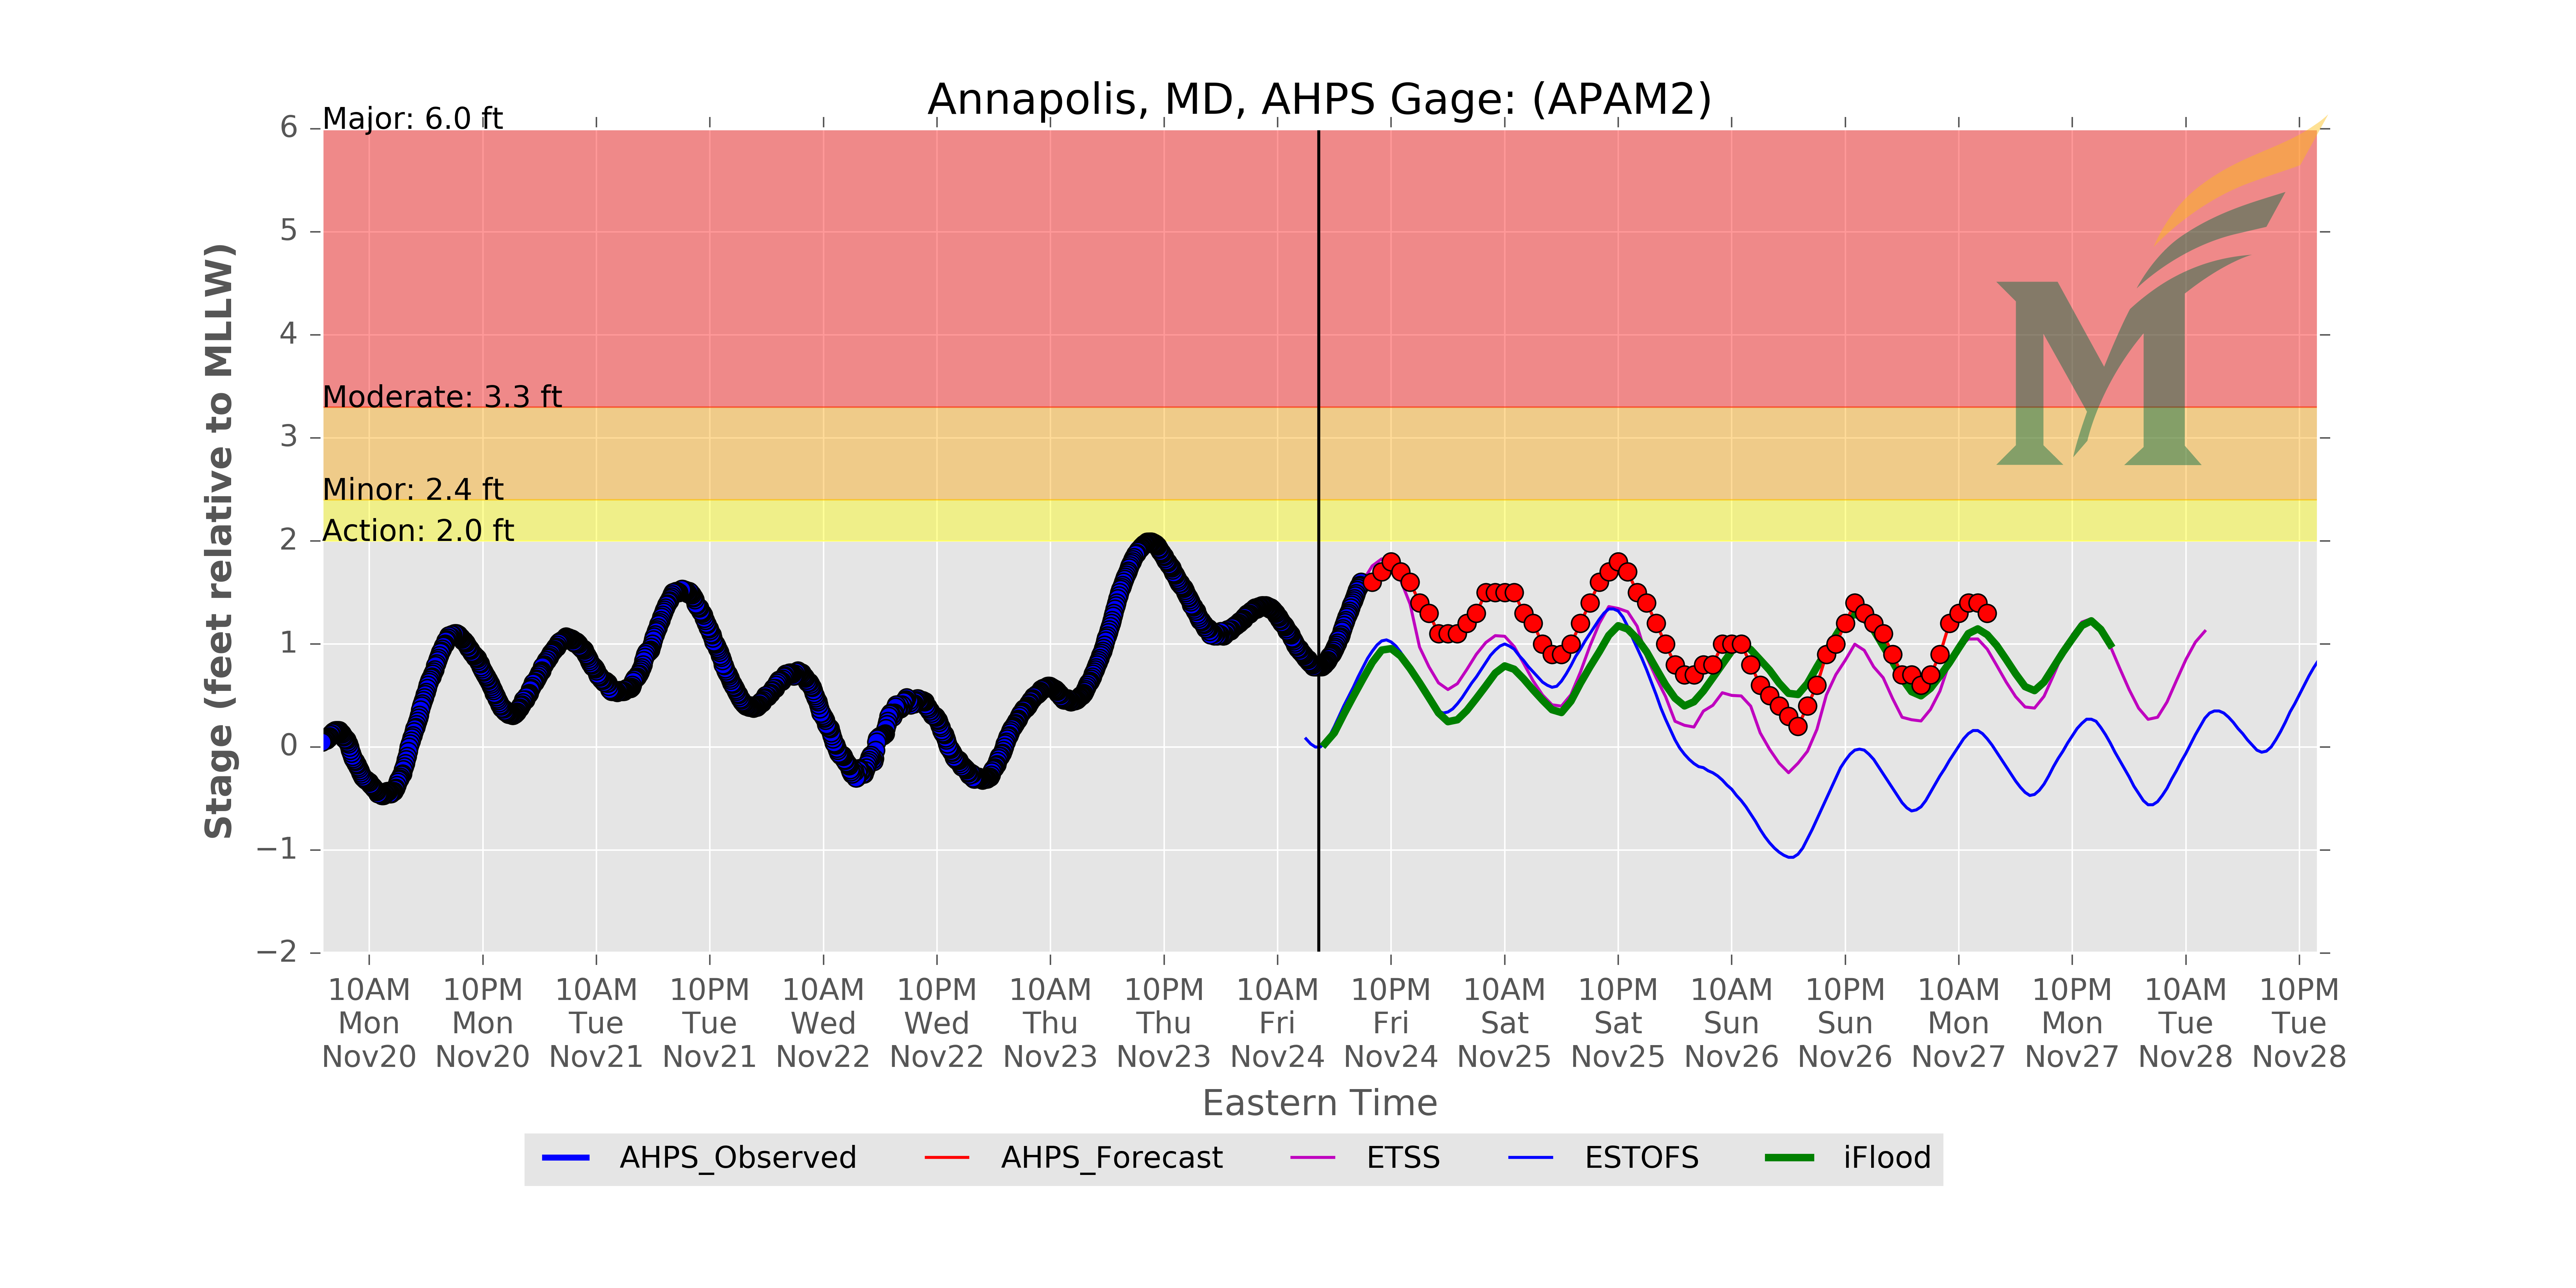 Annapolis, MD, AHPS Gage: (APAM2)
Major: 6.0 ft
Moderate: 3.3 ft
Minor: 2.4 ft
Action: 2.0 ft
Stage (feet relative to MLLW)
6
5
4
3
2
1
0
−1
−2
10AM 10PM 10AM 10PM 10AM 10PM 10AM 10PM 10AM 10PM 10AM 10PM 10AM 10PM 10AM 10PM 10AM 10PM
Mon Mon Tue Tue Wed Wed Thu Thu Fri Fri Sat Sat Sun Sun Mon Mon Tue Tue
Nov20 Nov20 Nov21 Nov21 Nov22 Nov22 Nov23 Nov23 Nov24 Nov24 Nov25 Nov25 Nov26 Nov26 Nov27 Nov27 Nov28 Nov28
Eastern Time
AHPS_Observed AHPS_Forecast ETSS ESTOFS iFlood